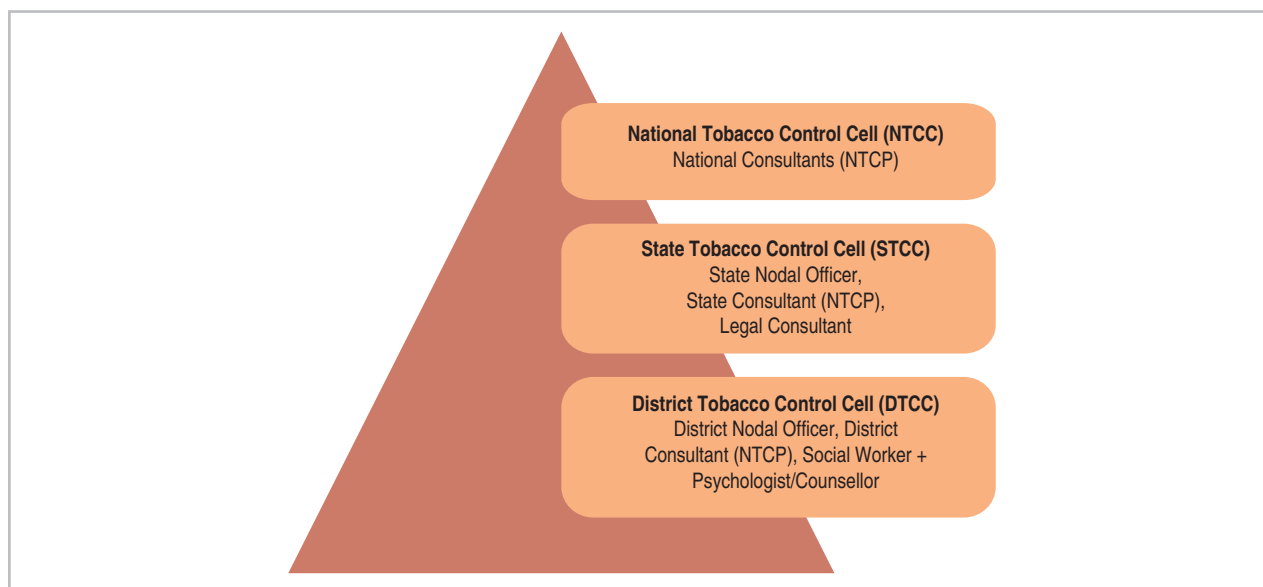 National Tobacco Control Cell (NTCC)
National Consultants (NTCP)
State Tobacco Control Cell (STCC)
State Nodal Officer,
State Consultant (NTCP),
Legal Consultant
District Tobacco Control Cell (DTCC)
District Nodal Officer, District
Consultant (NTCP), Social Worker +
Psychologist/Counsellor